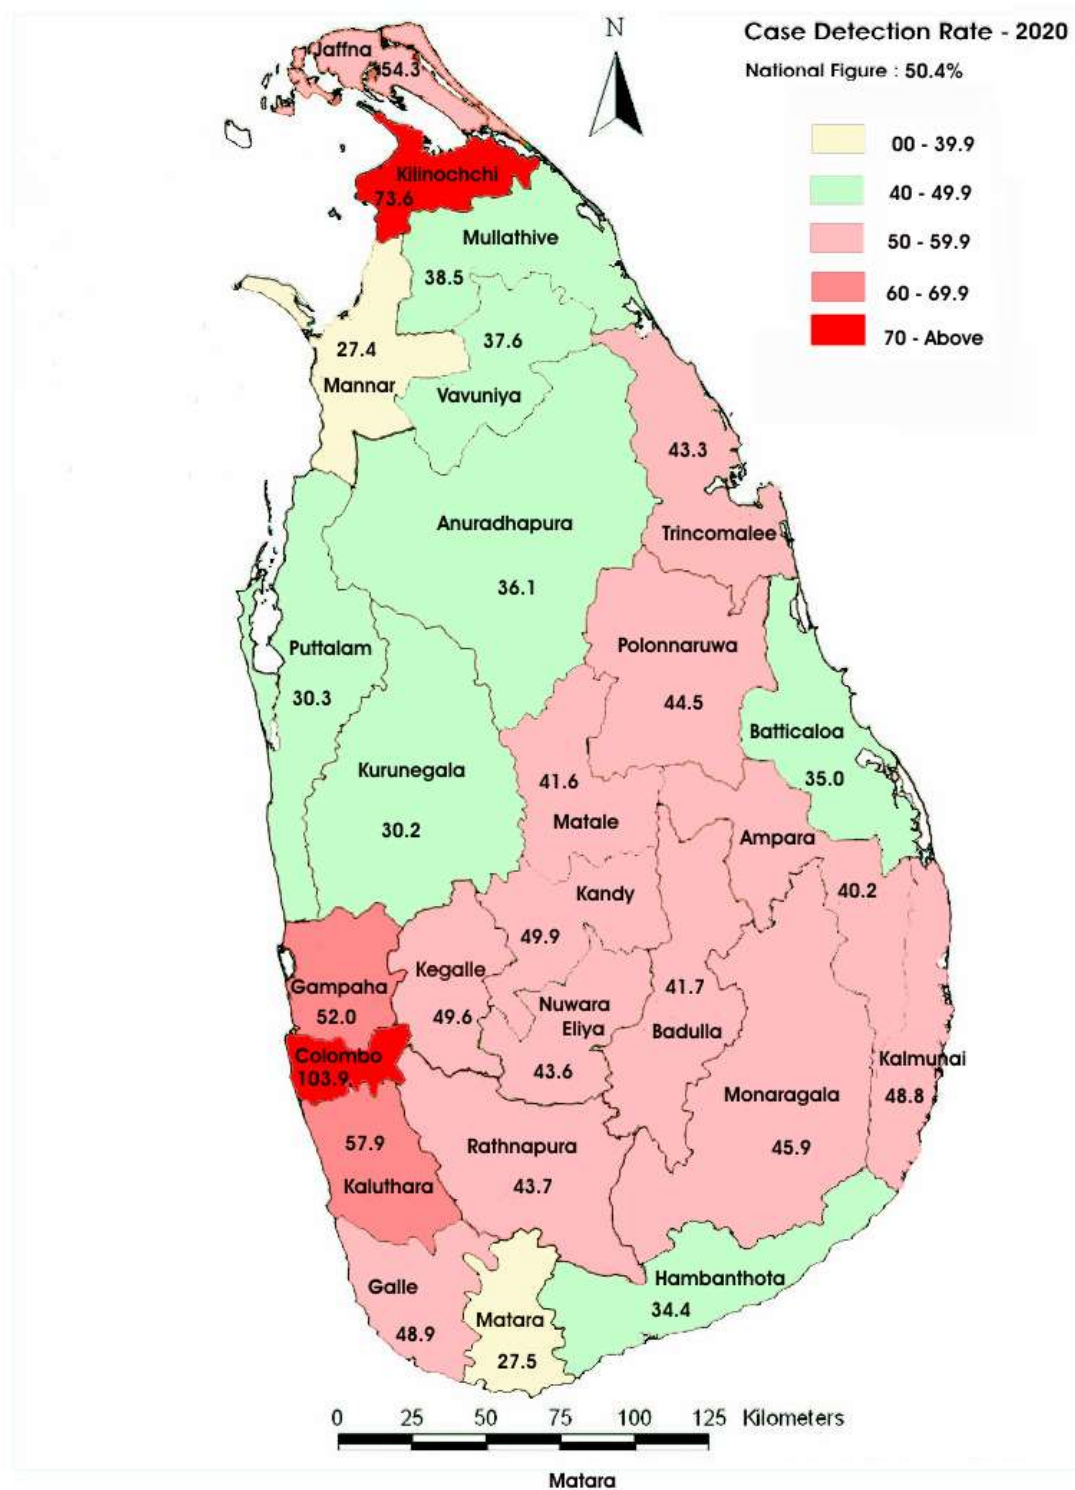 N
Case Detection Rate - 2020
National Figure : 50.4%
00 - 39.9
40 - 49.9
50 - 59.9
60 - 69.9
70 - Above
Jaffna
54.3
Kilinochchi
73.6
Mullathive
38.5
27.4
Mannar
37.6
Vavuniya
43.3
Trincomalee
Anuradhapura
36.1
Puttalam
30.3
Polonnaruwa
44.5
Batticaloa
35.0
Kurunegala
30.2
41.6
Matale
Ampara
40.2
Kandy
49.9
Kegalle
49.6
Gampaha
52.0
Nuwara
Eliya
43.6
41.7
Badulla
Colombo
103.9
Kalmunai
48.8
Monaragala
45.9
57.9
Kaluthara
Rathnapura
43.7
Galle
48.9
Matara
27.5
Hambanthota
34.4
0 25 50 75 100 125 Kilometers
Matara